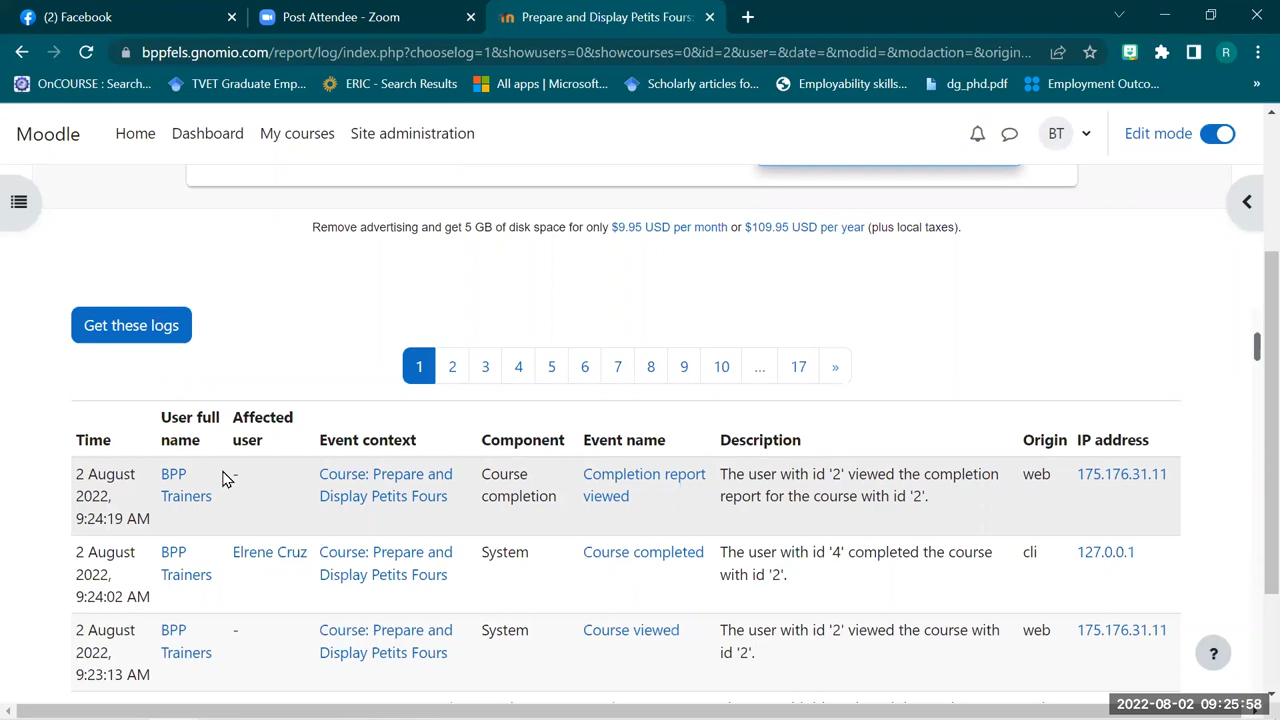 (2) Facebook
Post Attendee - Zoom
Prepare and Display Petits Fours:
bppfels.gnomio.com/report/log/index.php?chooselog=1&showusers=0&showcourses=0&id=2&user=&date=&modid=&modaction=&origin...
R
OnCOURSE : Search...
TVET Graduate Emp...
ERIC - Search Results
All apps | Microsoft...
Scholarly articles fo...
Employability skills...
dg_phd.pdf
Employment Outco...
»
Moodle
Home
Dashboard
My courses
Site administration
BT
Edit mode
Remove advertising and get 5 GB of disk space for only $9.95 USD per month or $109.95 USD per year (plus local taxes).
Get these logs
1 2 3 4 5 6 7 8 9 10 ... 17 »
Time
User full
name
Affected
user
Event context
Component
Event name
Description
Origin
IP address
2 August
2022,
9:24:19 AM
BPP
Trainers
-
Course: Prepare and
Display Petits Fours
Course
completion
Completion report
viewed
The user with id '2' viewed the completion
report for the course with id '2'.
web
175.176.31.11
2 August
2022,
9:24:02 AM
BPP
Trainers
Elrene Cruz
Course: Prepare and
Display Petits Fours
System
Course completed
The user with id '4' completed the course
with id '2'.
cli
127.0.0.1
2 August
2022,
9:23:13 AM
BPP
Trainers
-
Course: Prepare and
Display Petits Fours
System
Course viewed
The user with id '2' viewed the course with
id '2'.
web
175.176.31.11
?
2022-08-02 09:25:58